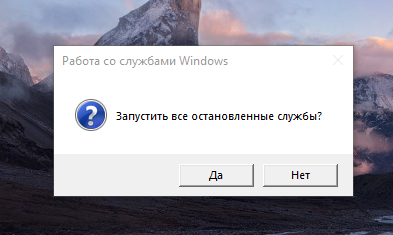 Работа со службами Windows
Запустить все остановленные службы?
Да
Нет